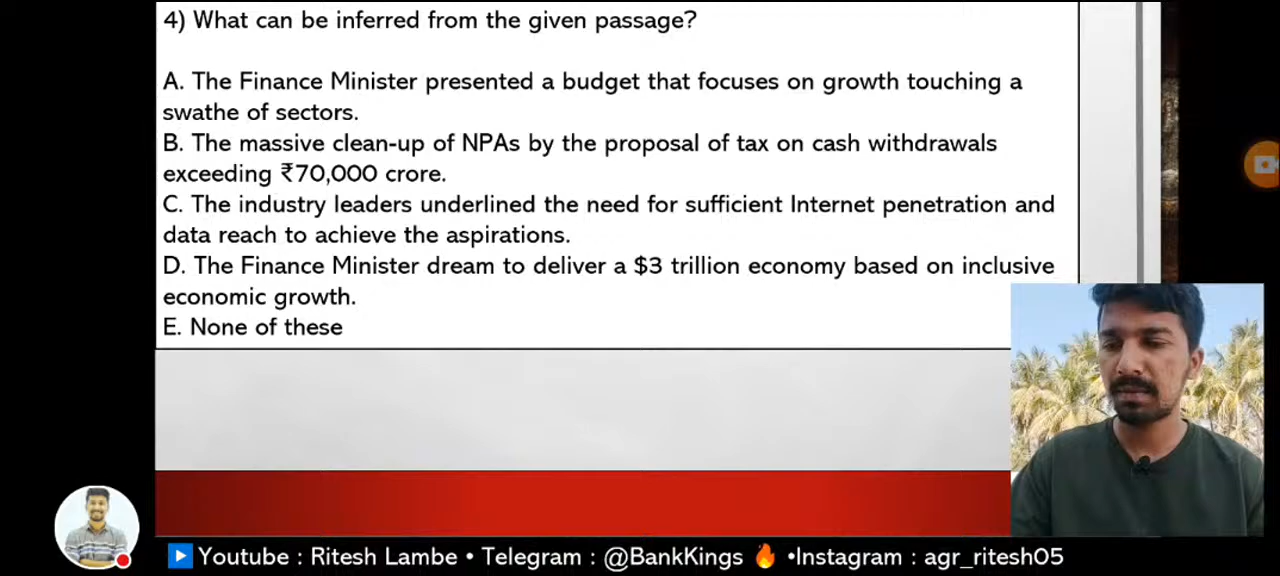 4) What can be inferred from the given passage?
A. The Finance Minister presented a budget that focuses on growth touching a
swathe of sectors.
B. The massive clean-up of NPAs by the proposal of tax on cash withdrawals
exceeding ₹70,000 crore.
C. The industry leaders underlined the need for sufficient Internet penetration and
data reach to achieve the aspirations.
D. The Finance Minister dream to deliver a $3 trillion economy based on inclusive
economic growth.
E. None of these
Youtube : Ritesh Lambe • Telegram : @BankKings 🔥 •Instagram : agr_ritesh05